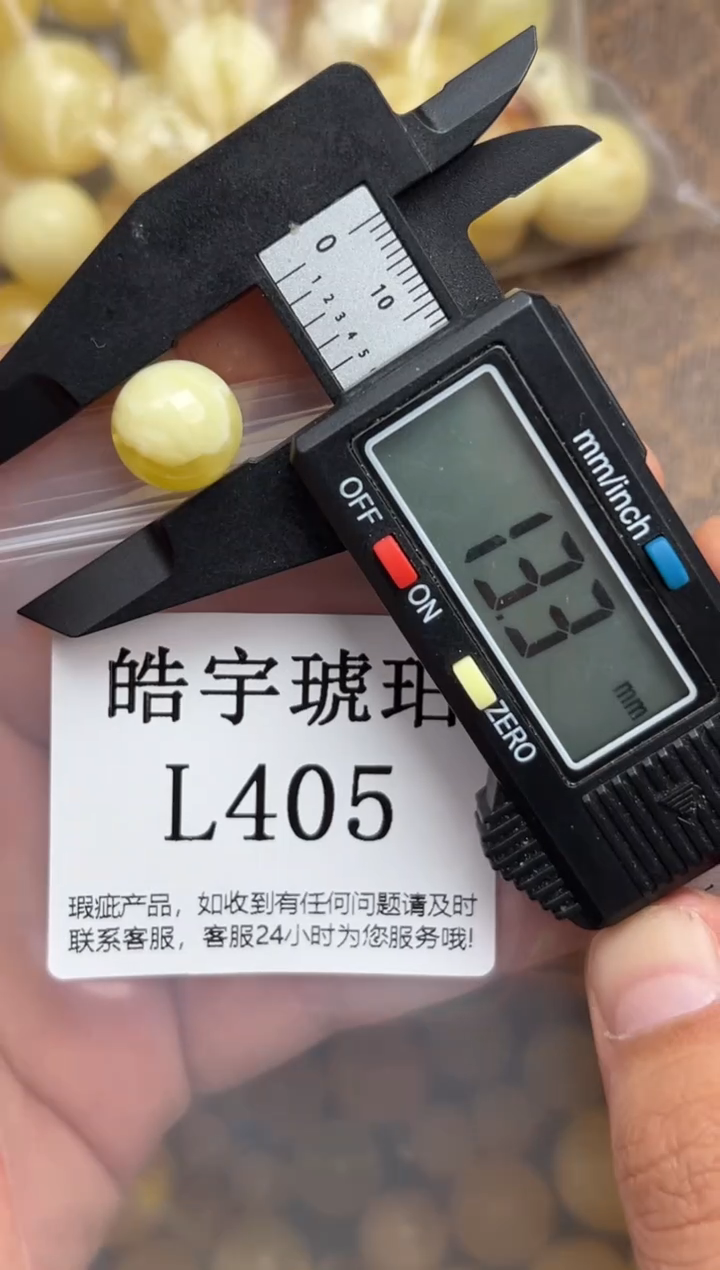 0
10
1 2 3 4 5
mm/inch
OFF
ON
ZERO
13.3
mm
皓宇琥珀
L405
瑕疵产品，如收到有任何问题请及时
联系客服，客服24小时为您服务哦!